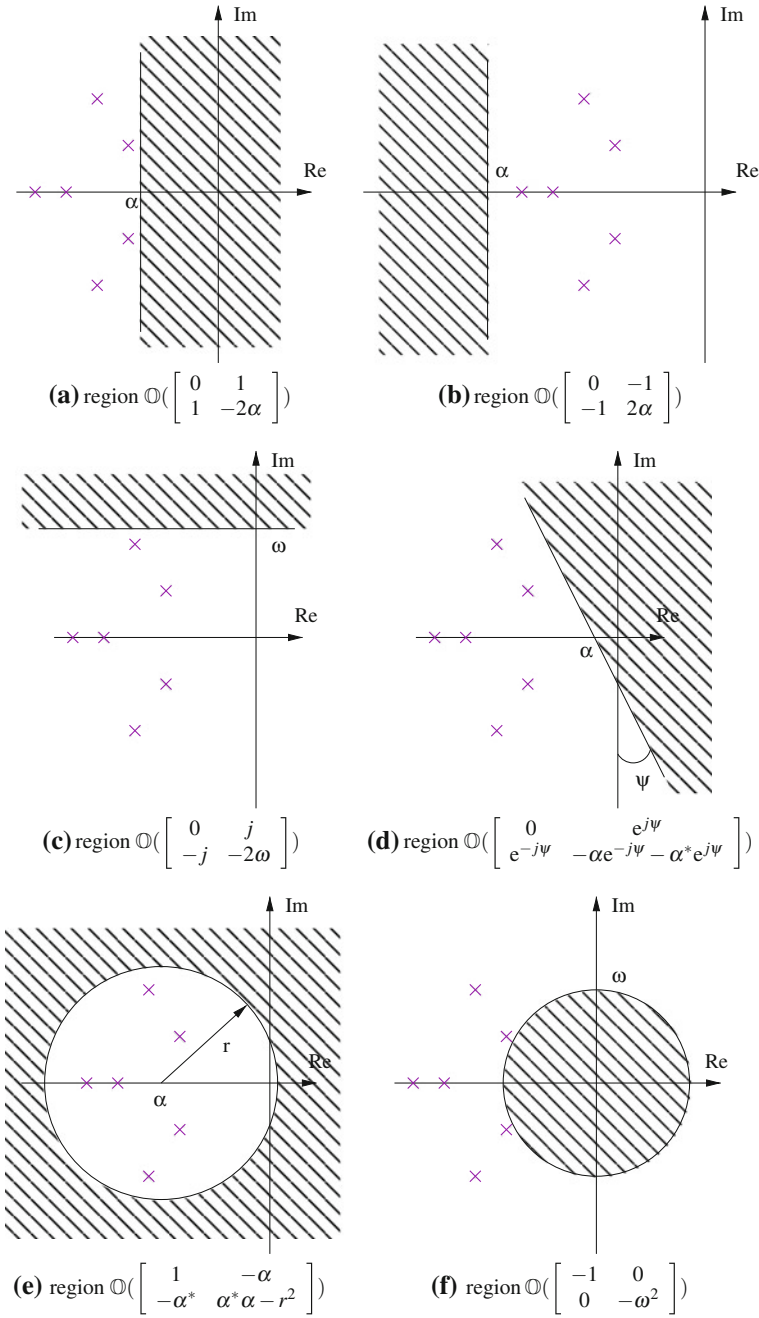 Im
Re
α
(a) region 𝕆([ 0 1
1 −2α ])
Im
Re
α
(b) region 𝕆([ 0 −1
−1 2α ])
Im
ω
Re
(c) region 𝕆([ 0 j
−j −2ω ])
Im
Re
α
ψ
(d) region 𝕆([ 0 e^{jψ}
e^{−jψ} −αe^{−jψ} − α*e^{jψ} ])
Im
r
Re
α
(e) region 𝕆([ 1 −α
−α* α*α − r² ])
Im
ω
Re
(f) region 𝕆([ −1 0
0 −ω² ])